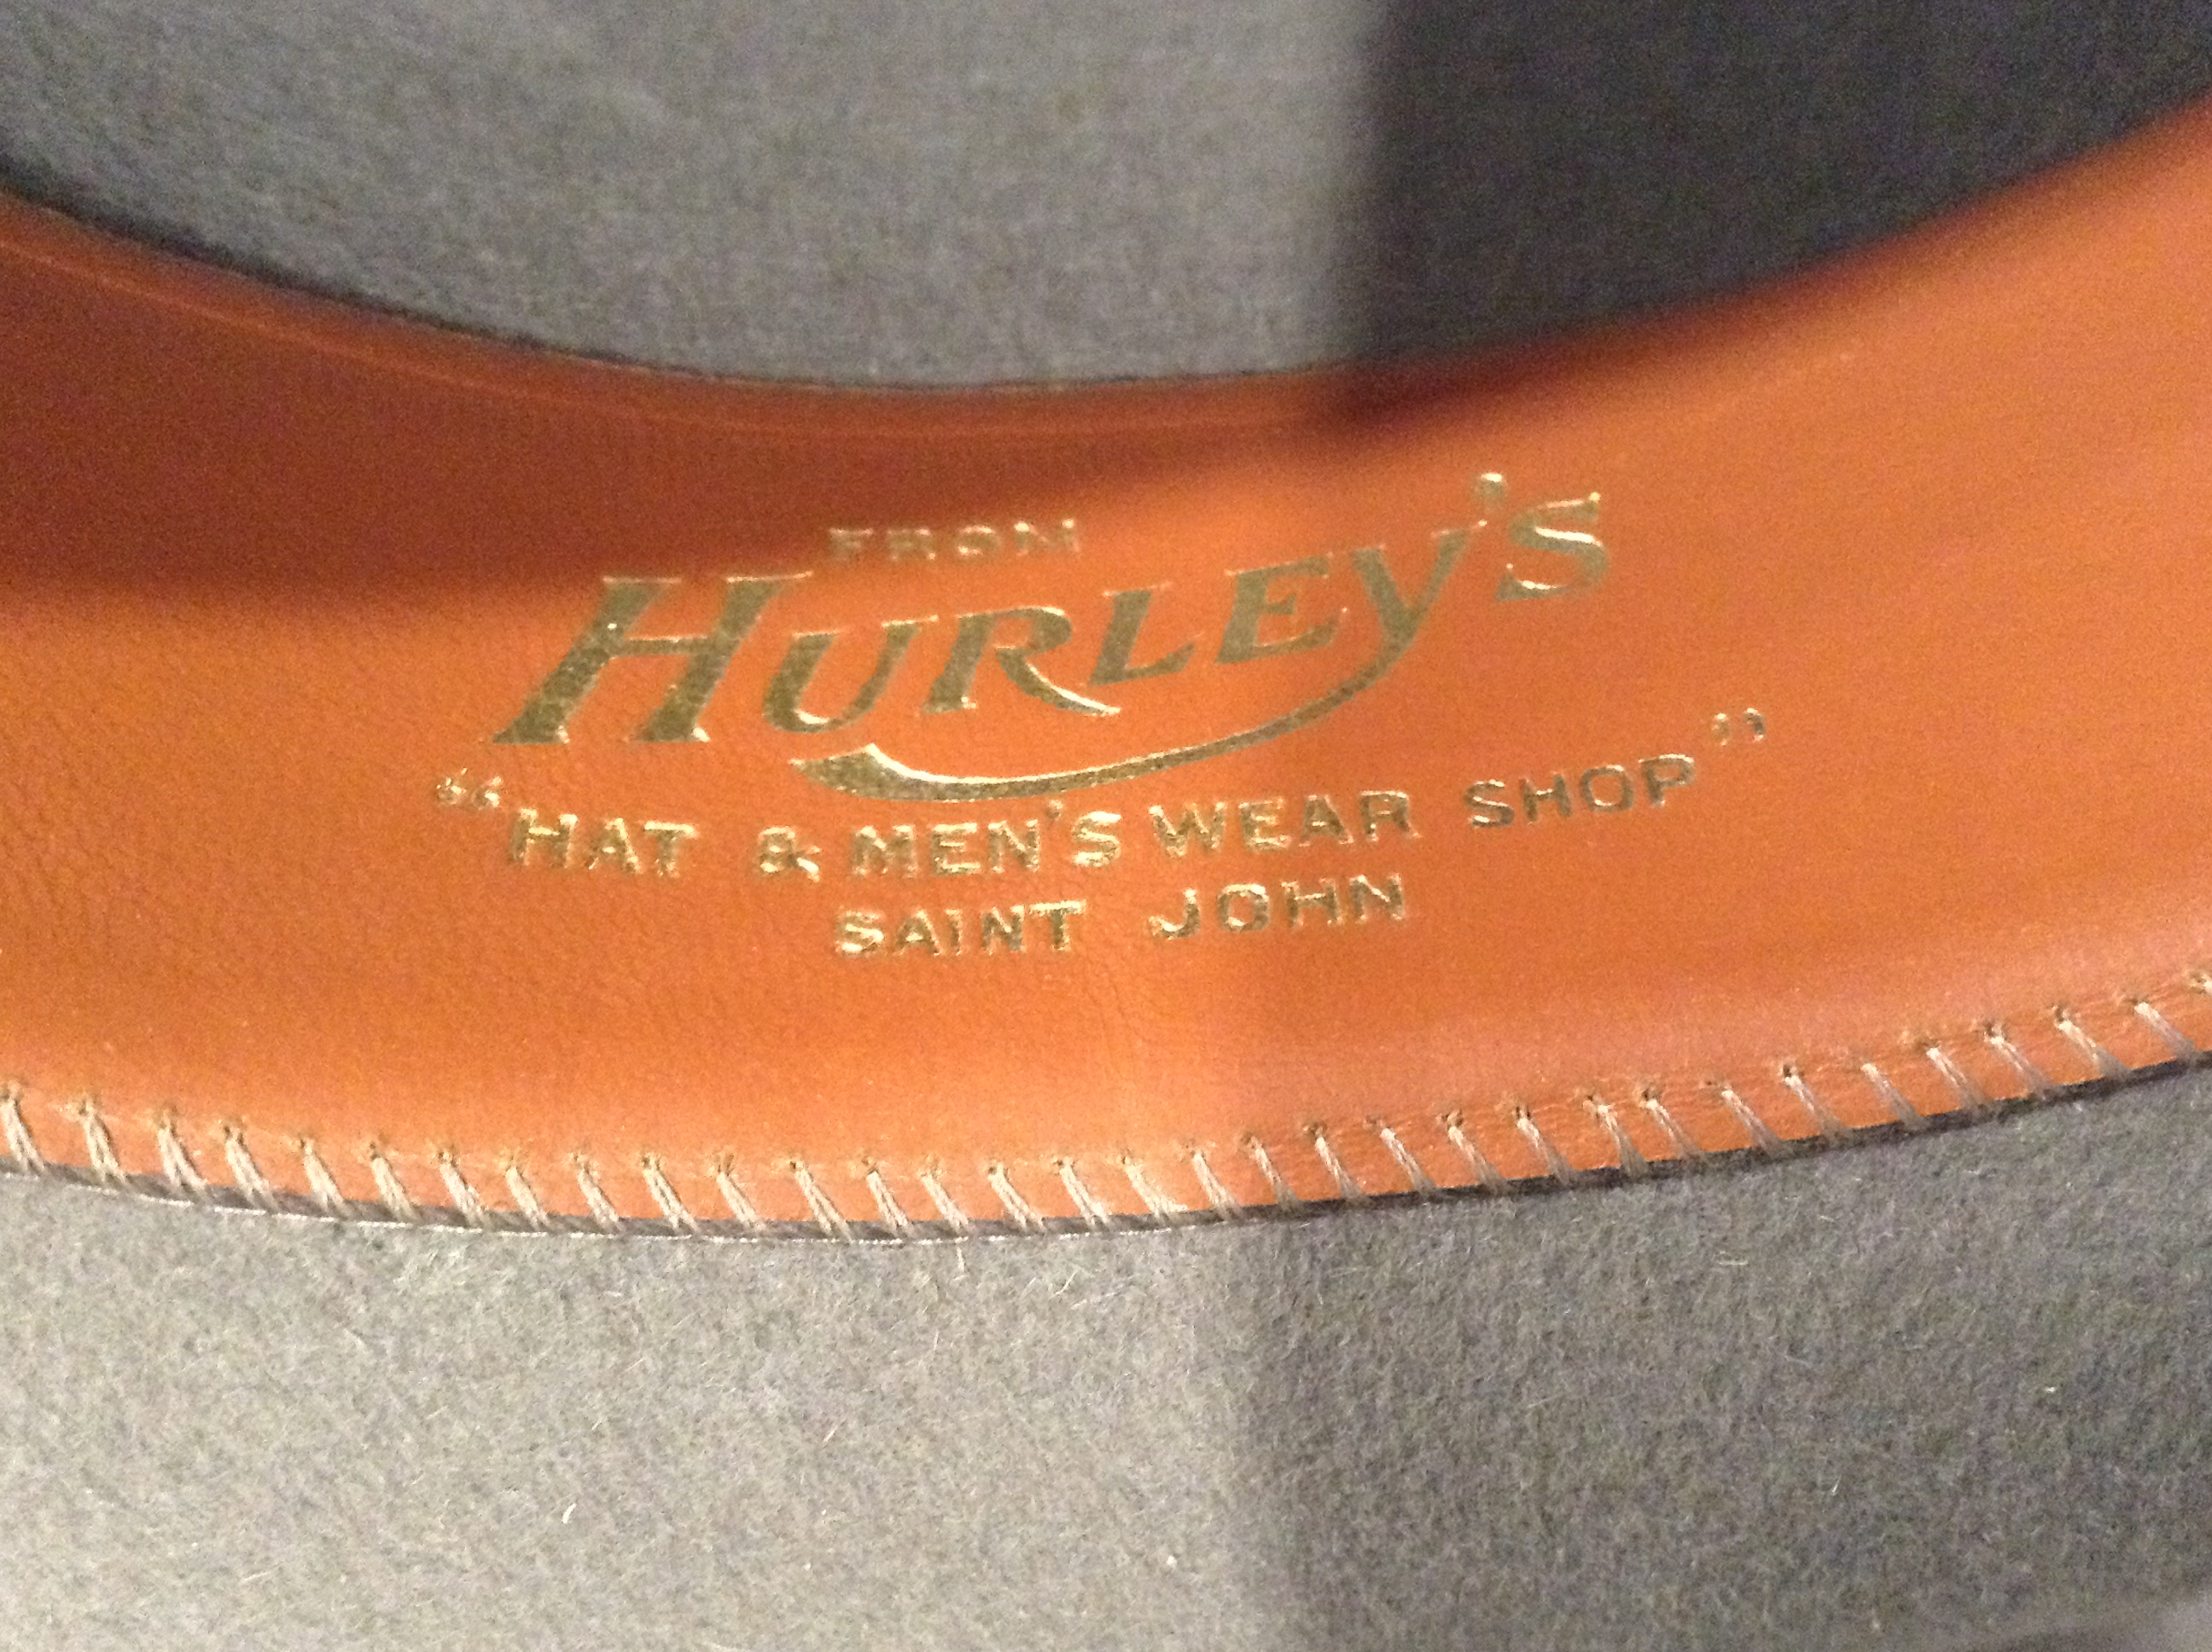 FROM
HURLEY'S
“HAT & MEN'S WEAR SHOP”
SAINT JOHN